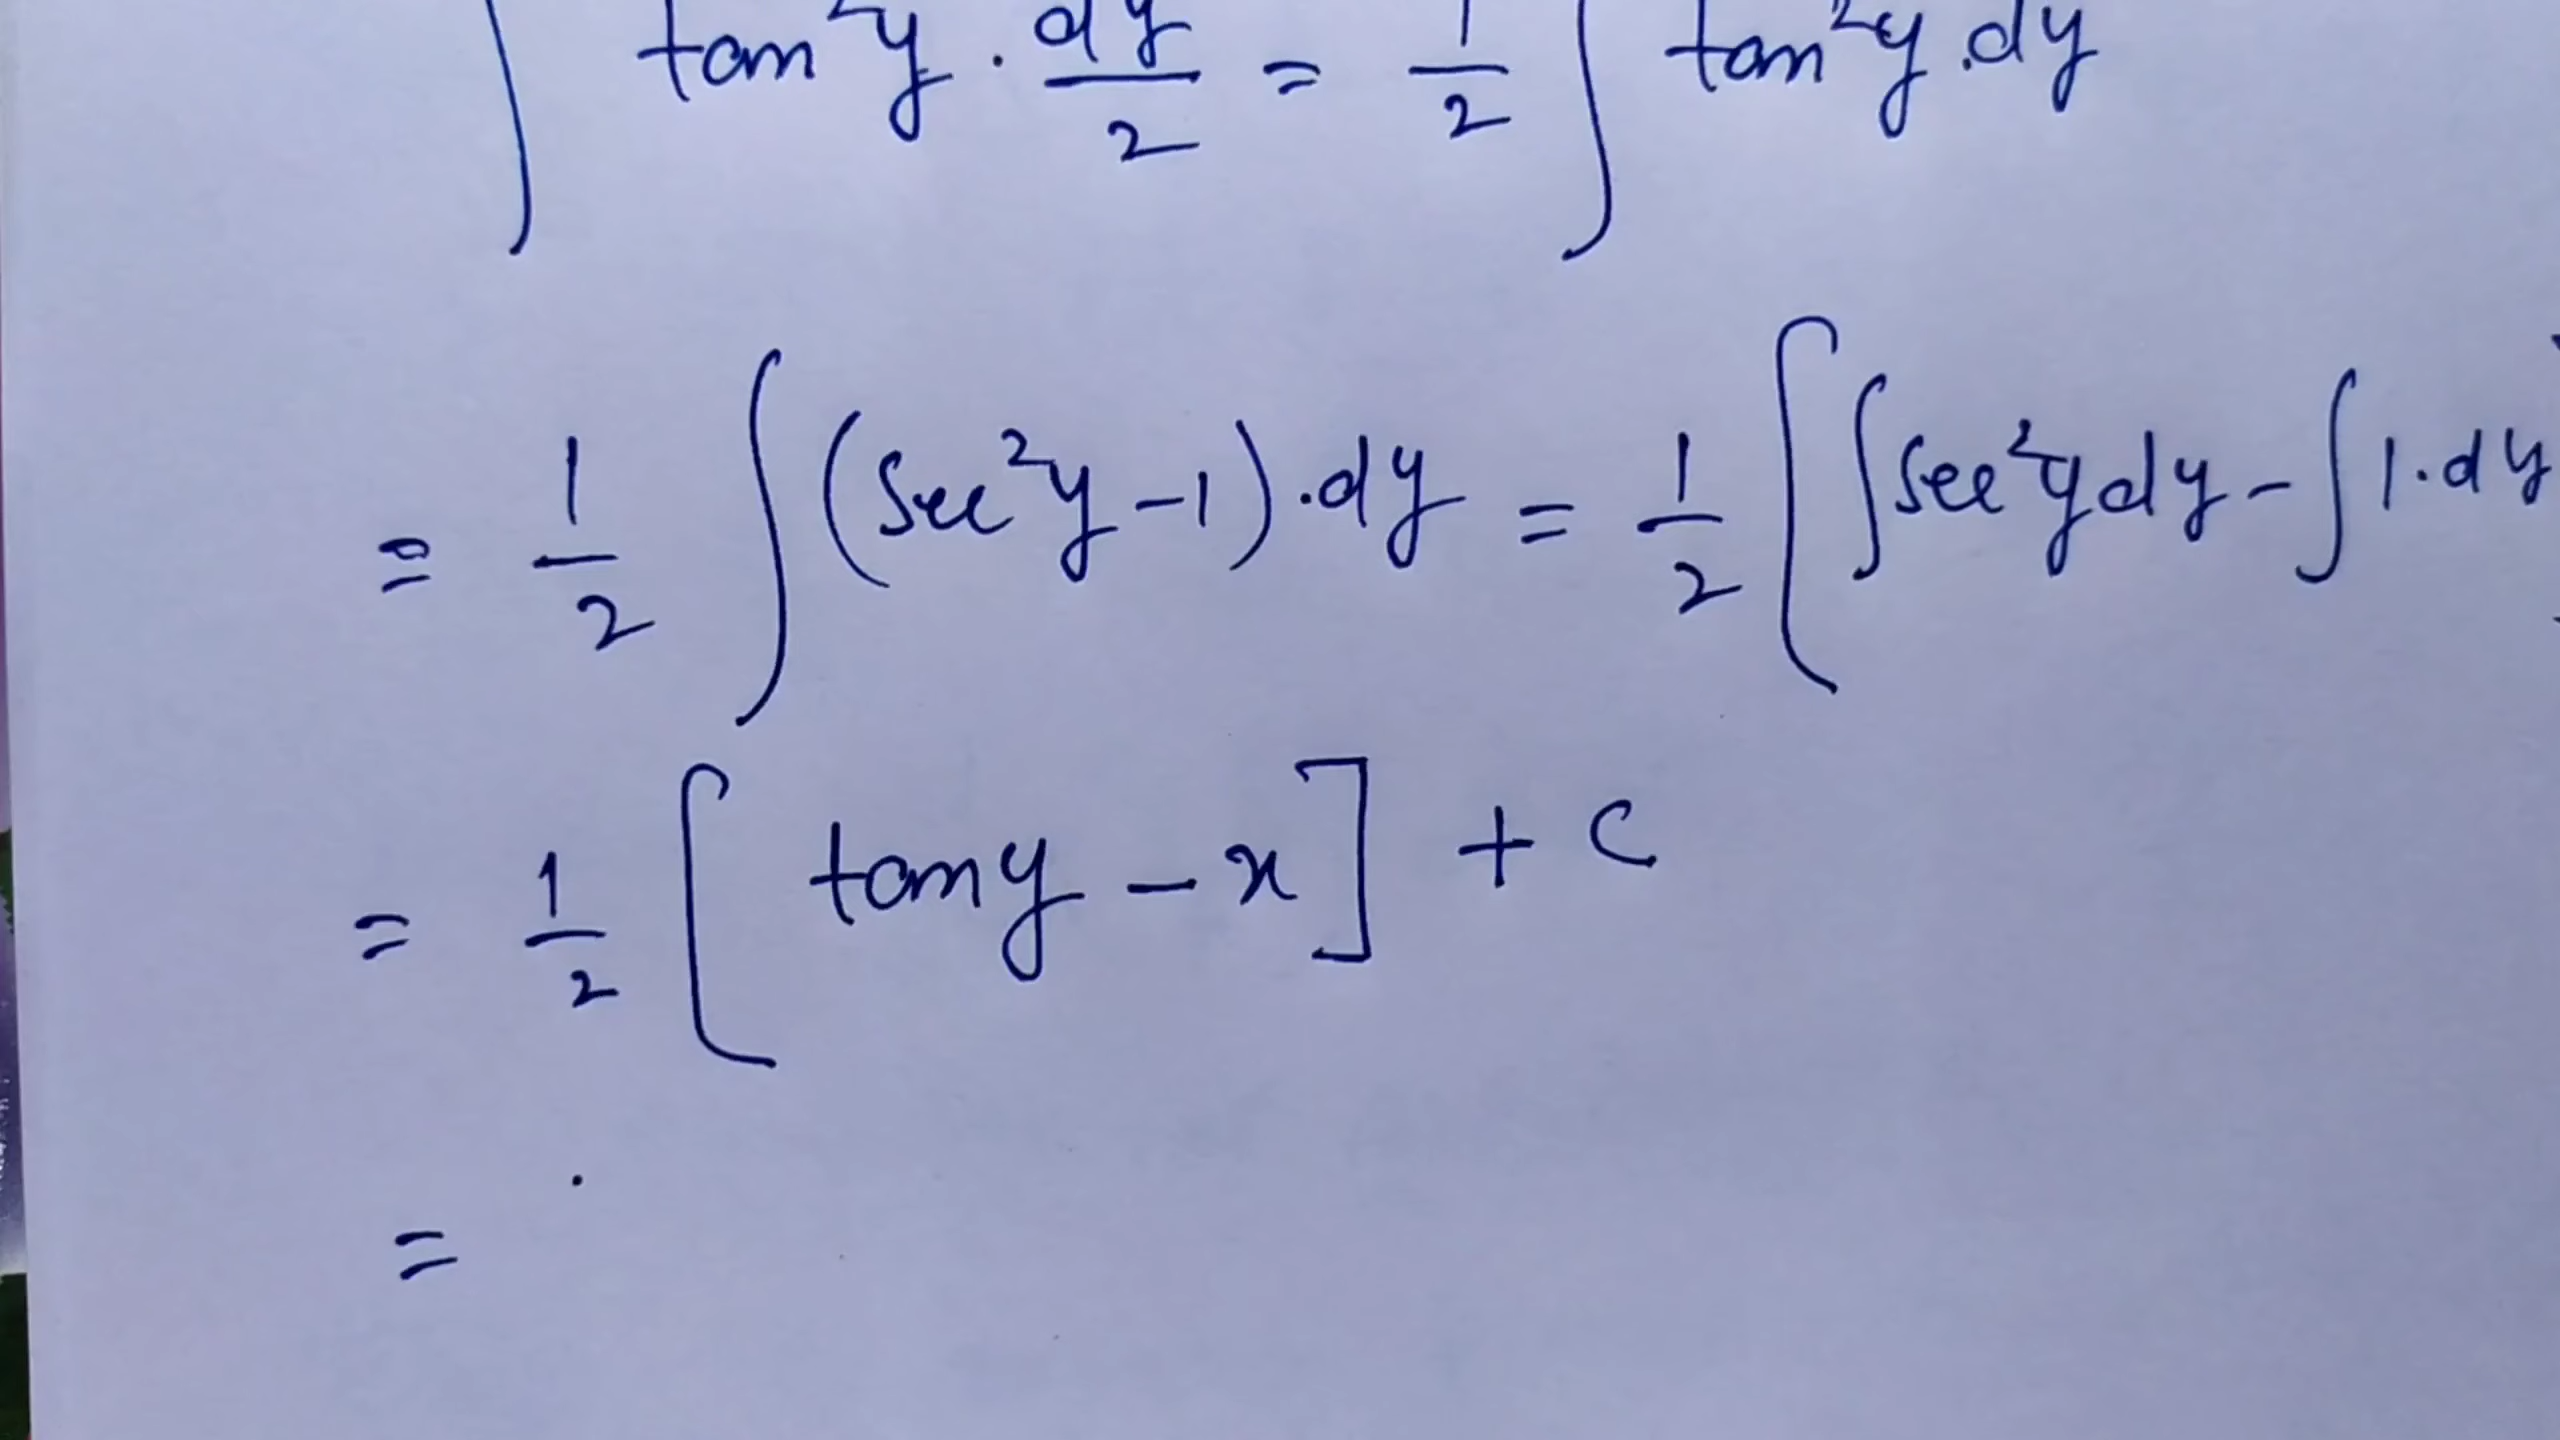 ∫ tan²y · dy/2 = 1/2 ∫ tan²y . dy
= 1/2 ∫ (sec²y - 1) · dy = 1/2 [ ∫ sec²y dy - ∫ 1 . dy
= 1/2 [ tan y - x ] + c
=